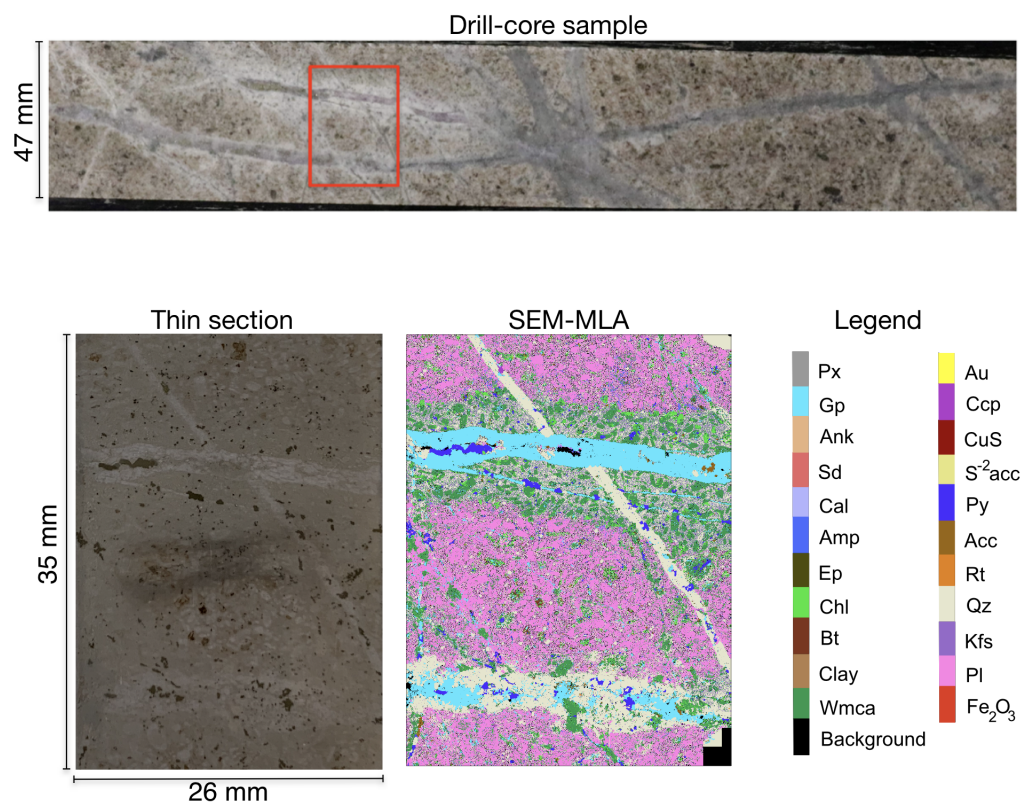 Drill-core sample
47 mm
Thin section
SEM-MLA
Legend
35 mm
26 mm
Px
Gp
Ank
Sd
Cal
Amp
Ep
Chl
Bt
Clay
Wmca
Background
Au
Ccp
CuS
S⁻²acc
Py
Acc
Rt
Qz
Kfs
Pl
Fe₂O₃